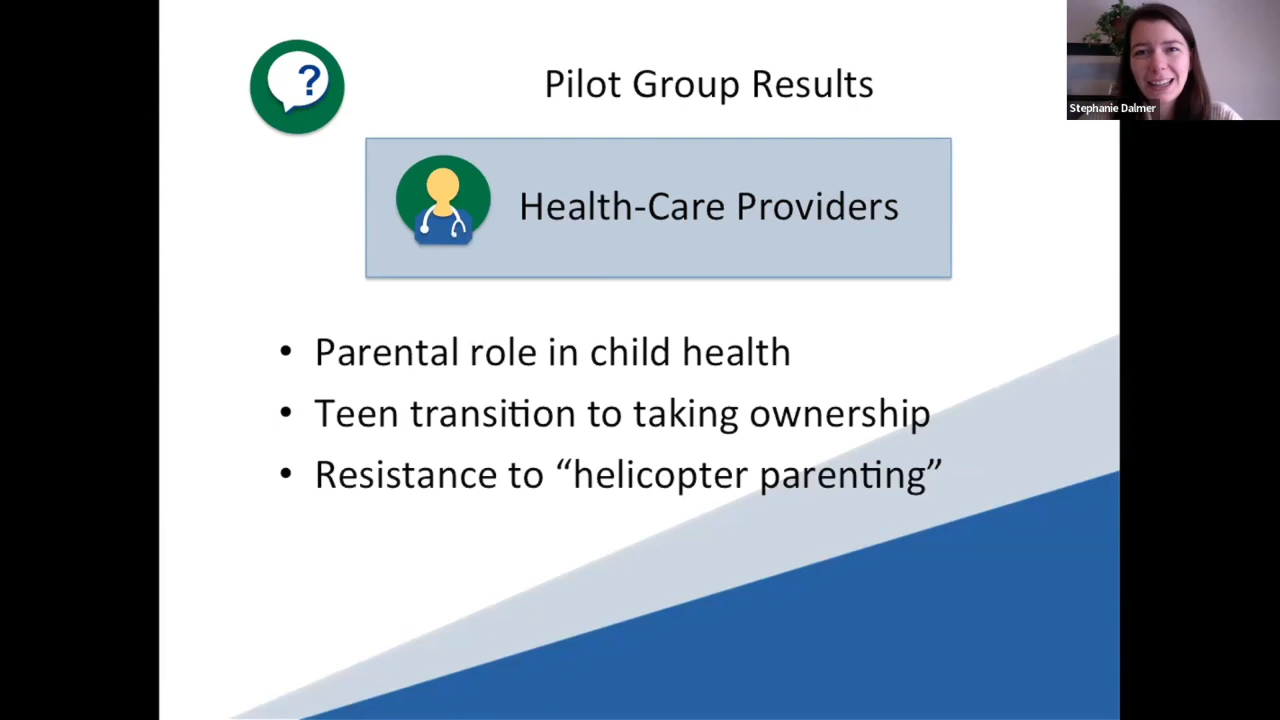 ?
Pilot Group Results
Stephanie Dalmer
Health-Care Providers
• Parental role in child health
• Teen transition to taking ownership
• Resistance to “helicopter parenting”